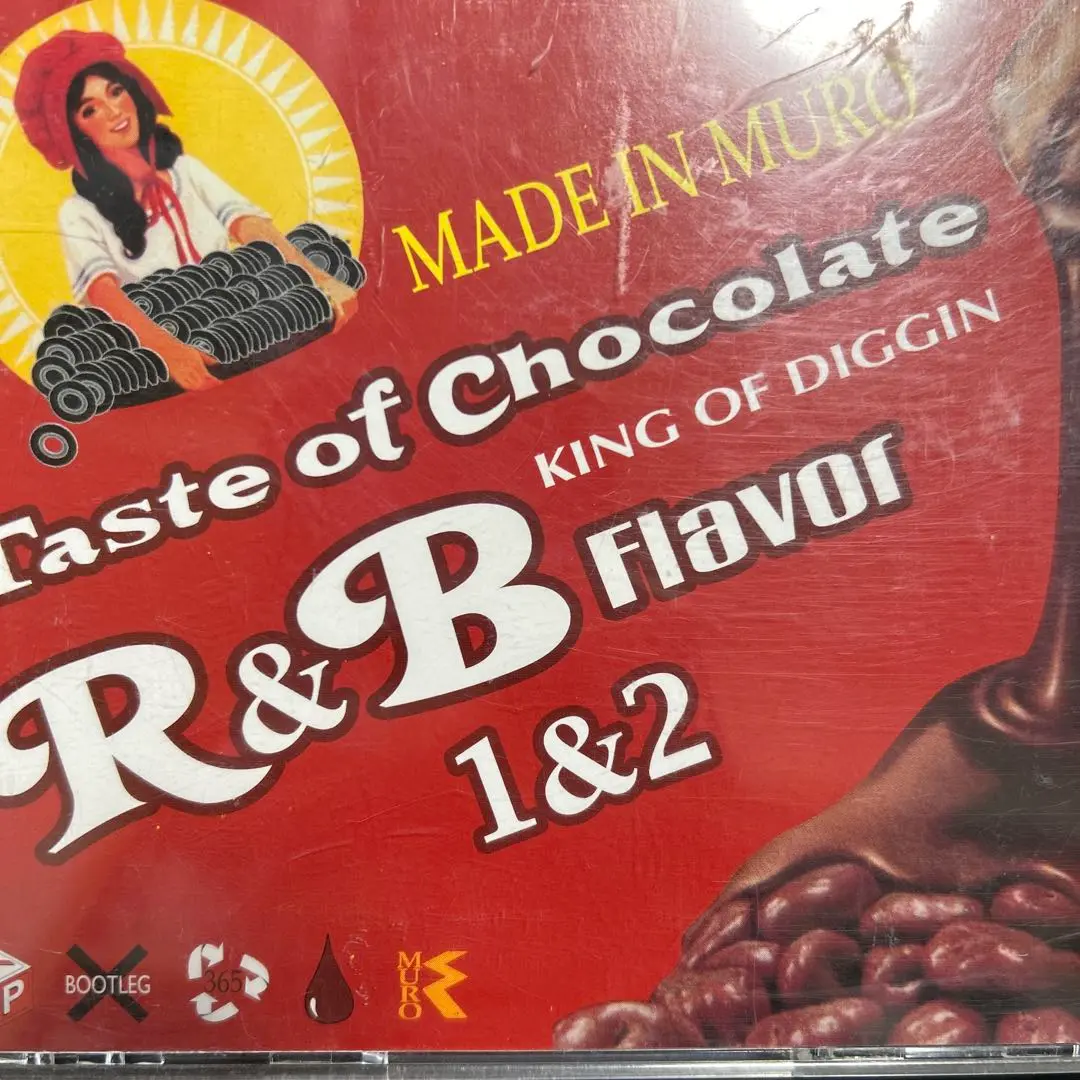 MADE IN MURO
Taste of Chocolate
KING OF DIGGIN
R&B Flavor
1&2
P
BOOTLEG
365
MURO